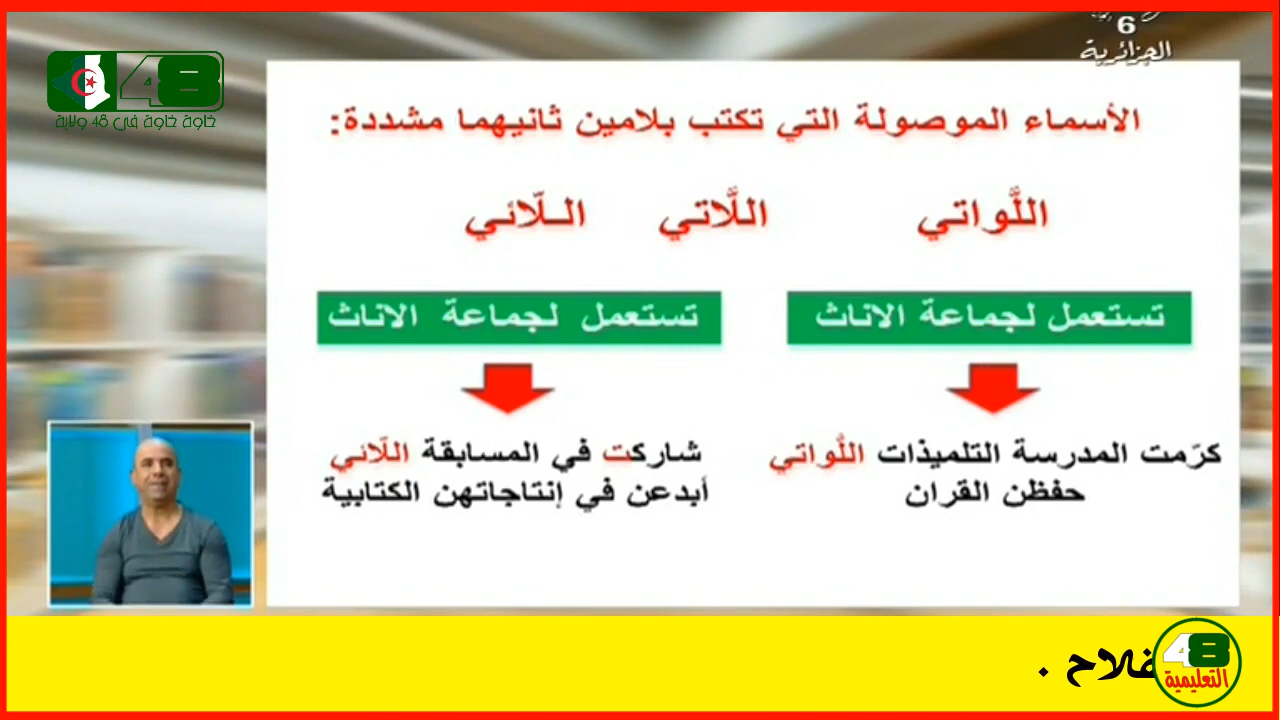 6
الجزائرية
48
خاوة خاوة في 48 ولاية
الأسماء الموصولة التي تكتب بلامين ثانيهما مشددة:
اللَّواتي اللَّاتي اللّائي
تستعمل لجماعة الاناث
تستعمل لجماعة الاناث
كرّمت المدرسة التلميذات اللَّواتي
حفظن القران
شاركت في المسابقة اللّائي
أبدعن في إنتاجاتهن الكتابية
فلاح .
48
التعليمية